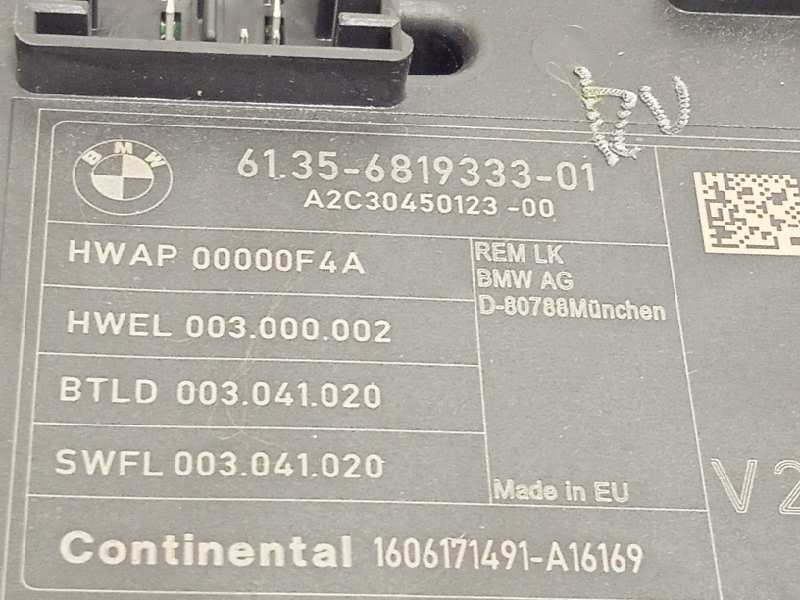 BMW
61.35-6819333-01
A2C30450123-00
HWAP 00000F4A
REM LK
BMW AG
D-80788München
HWEL 003.000.002
BTLD 003.041.020
SWFL 003.041.020
Made in EU
V2
Continental 1606171491-A16169